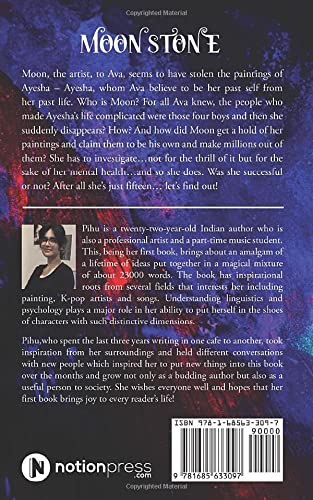 MOON STONE
Moon, the artist, to Ava, seems to have stolen the paintings of
Ayesha – Ayesha, whom Ava believe to be her past self from
her past life. Who is Moon? For all Ava knew, the people who
made Ayesha's life complicated were those four boys and then
she suddenly disappears? How? And how did Moon get a hold of her
paintings and claim them to be his own and make millions out
of them? She has to investigate…not for the thrill of it but for the
sake of her mental health…and so she does. Was she successful
or not? After all she's just fifteen… let's find out!
Pihu is a twenty-two-year-old Indian author who is
also a professional artist and a part-time music student.
This, being her first book, brings about an amalgam of
a lifetime of ideas put together in a magical mixture
of about 23000 words. The book has inspirational
roots from several fields that interests her including
painting, K-pop artists and songs. Understanding linguistics and
psychology plays a major role in her ability to put herself in the shoes
of characters with such distinctive dimensions.
Pihu,who spent the last three years writing in one cafe to another, took
inspiration from her surroundings and held different conversations
with new people which inspired her to put new things into this book
over the months and grow not only as a budding author but also as a
useful person to society. She wishes everyone well and hopes that her
first book brings joy to every reader's life!
ISBN 978-1-68563-309-7
90000
9 781685 633097
N notionpress
.com